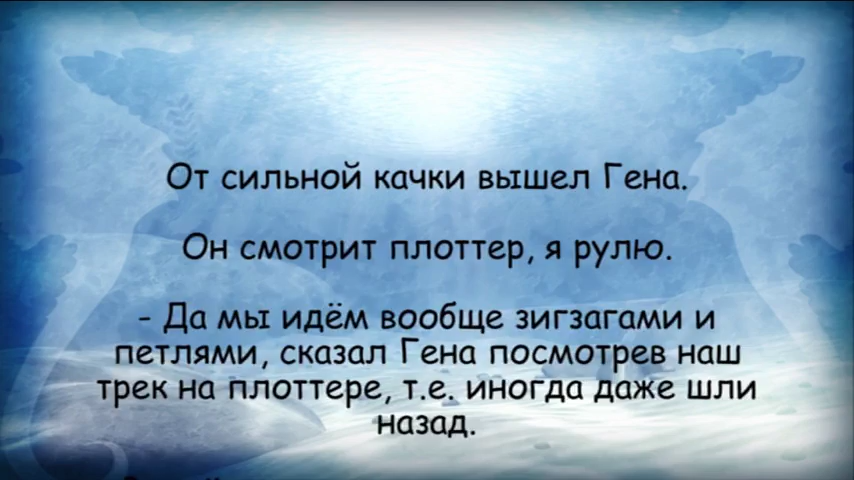 От сильной качки вышел Гена.
Он смотрит плоттер, я рулю.
- Да мы идём вообще зигзагами и
петлями, сказал Гена посмотрев наш
трек на плоттере, т.е. иногда даже шли
назад.